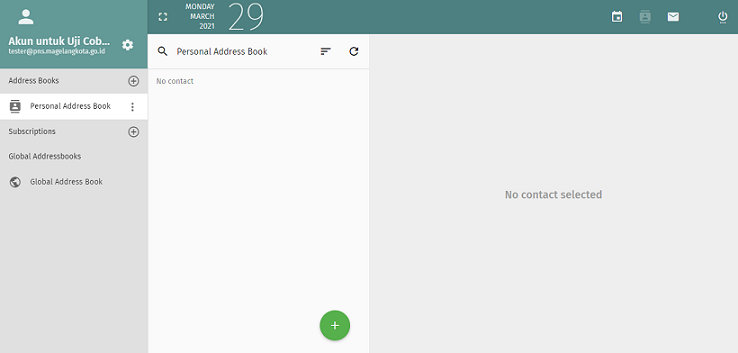 MONDAY
MARCH
2021
29
Akun untuk Uji Cob...
tester@pns.magelangkota.go.id
Personal Address Book
Address Books
No contact
Personal Address Book
Subscriptions
Global Addressbooks
Global Address Book
No contact selected